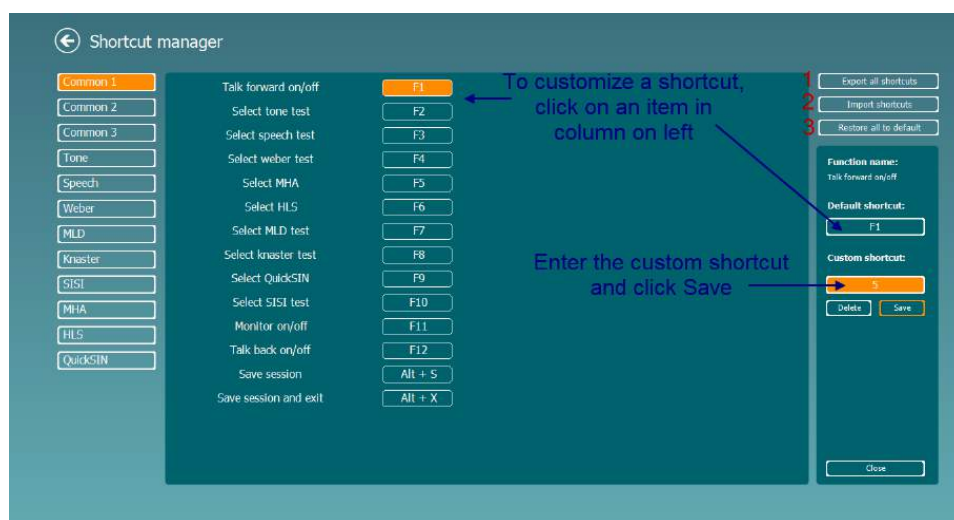 Shortcut manager
Common 1
Common 2
Common 3
Tone
Speech
Weber
MLD
Knaster
SISI
MHA
HLS
QuickSIN
Talk forward on/off F1
Select tone test F2
Select speech test F3
Select weber test F4
Select MHA F5
Select HLS F6
Select MLD test F7
Select knaster test F8
Select QuickSIN F9
Select SISI test F10
Monitor on/off F11
Talk back on/off F12
Save session Alt + S
Save session and exit Alt + X
To customize a shortcut,
click on an item in
column on left
Enter the custom shortcut
and click Save
1 Export all shortcuts
2 Import shortcuts
3 Restore all to default
Function name:
Talk forward on/off
Default shortcut:
F1
Custom shortcut:
S
Delete Save
Close